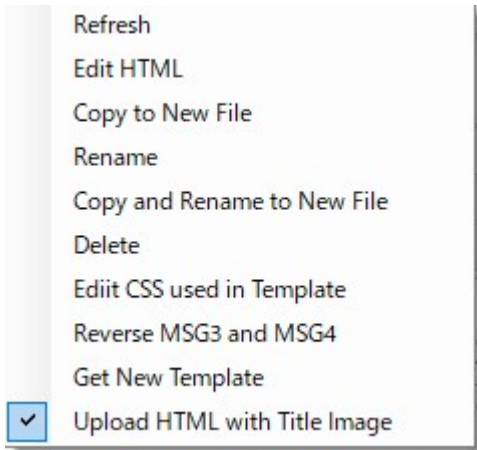 Refresh
Edit HTML
Copy to New File
Rename
Copy and Rename to New File
Delete
Ediit CSS used in Template
Reverse MSG3 and MSG4
Get New Template
Upload HTML with Title Image